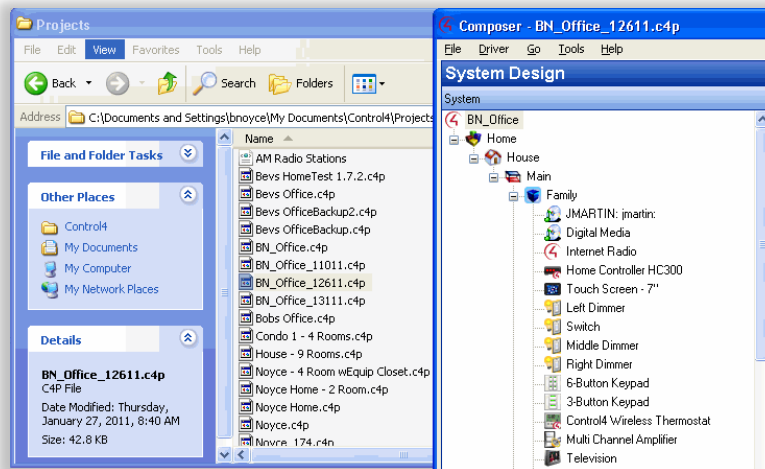 Projects
File Edit View Favorites Tools Help
Back Search Folders
Address C:\Documents and Settings\bnoyce\My Documents\Control4\Projects
File and Folder Tasks
Other Places
Control4
My Documents
My Computer
My Network Places
Details
BN_Office_12611.c4p
C4P File
Date Modified: Thursday,
January 27, 2011, 8:40 AM
Size: 42.8 KB
Name
AM Radio Stations
Bevs HomeTest 1.7.2.c4p
Bevs Office.c4p
Bevs OfficeBackup2.c4p
Bevs OfficeBackup.c4p
BN_Office.c4p
BN_Office_11011.c4p
BN_Office_12611.c4p
BN_Office_13111.c4p
Bobs Office.c4p
Condo 1 - 4 Rooms.c4p
House - 9 Rooms.c4p
Noyce - 4 Room wEquip Closet.c4p
Noyce Home - 2 Room.c4p
Noyce Home.c4p
Noyce.c4p
Noyce_174.c4p
Composer - BN_Office_12611.c4p
File Driver Go Tools Help
System Design
System
BN_Office
Home
House
Main
Family
JMARTIN: jmartin:
Digital Media
Internet Radio
Home Controller HC300
Touch Screen - 7"
Left Dimmer
Switch
Middle Dimmer
Right Dimmer
6-Button Keypad
3-Button Keypad
Control4 Wireless Thermostat
Multi Channel Amplifier
Television